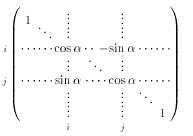 1 ⋮ ⋮
⋱ ⋮ ⋮
i ⋯⋯ cos α ⋯ −sin α ⋯⋯
⋮ ⋱ ⋮
j ⋯⋯ sin α ⋯⋯ cos α ⋯⋯
⋮ ⋮ ⋱
⋮ ⋮ 1
i j